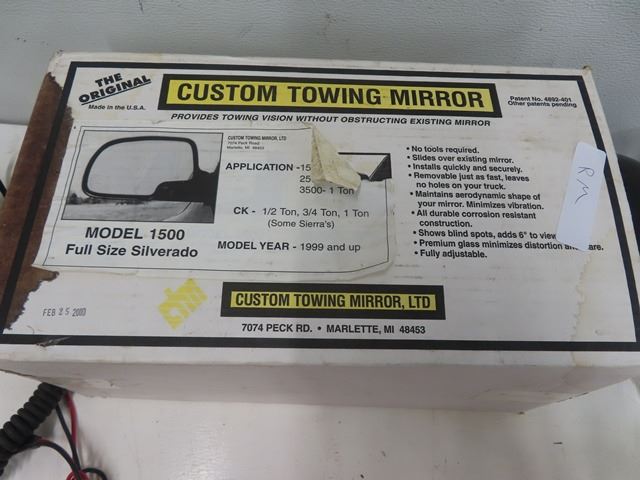 THE
ORIGINAL
Made in the U.S.A.
CUSTOM TOWING MIRROR
Patent No. 4892-401
Other patents pending
PROVIDES TOWING VISION WITHOUT OBSTRUCTING EXISTING MIRROR
CUSTOM TOWING MIRROR, LTD
7074 Peck Road
Marlette, MI 48453
APPLICATION -15
25
3500- 1 Ton
CK - 1/2 Ton, 3/4 Ton, 1 Ton
(Some Sierra's)
MODEL YEAR - 1999 and up
MODEL 1500
Full Size Silverado
• No tools required.
• Slides over existing mirror.
• Installs quickly and securely.
• Removable just as fast, leaves
no holes on your truck.
• Maintains aerodynamic shape of
your mirror. Minimizes vibration.
• All durable corrosion resistant
construction.
• Shows blind spots, adds 6" to view
• Premium glass minimizes distortion
• Fully adjustable.
RM
FEB 25 2000
CUSTOM TOWING MIRROR, LTD
7074 PECK RD. • MARLETTE, MI 48453